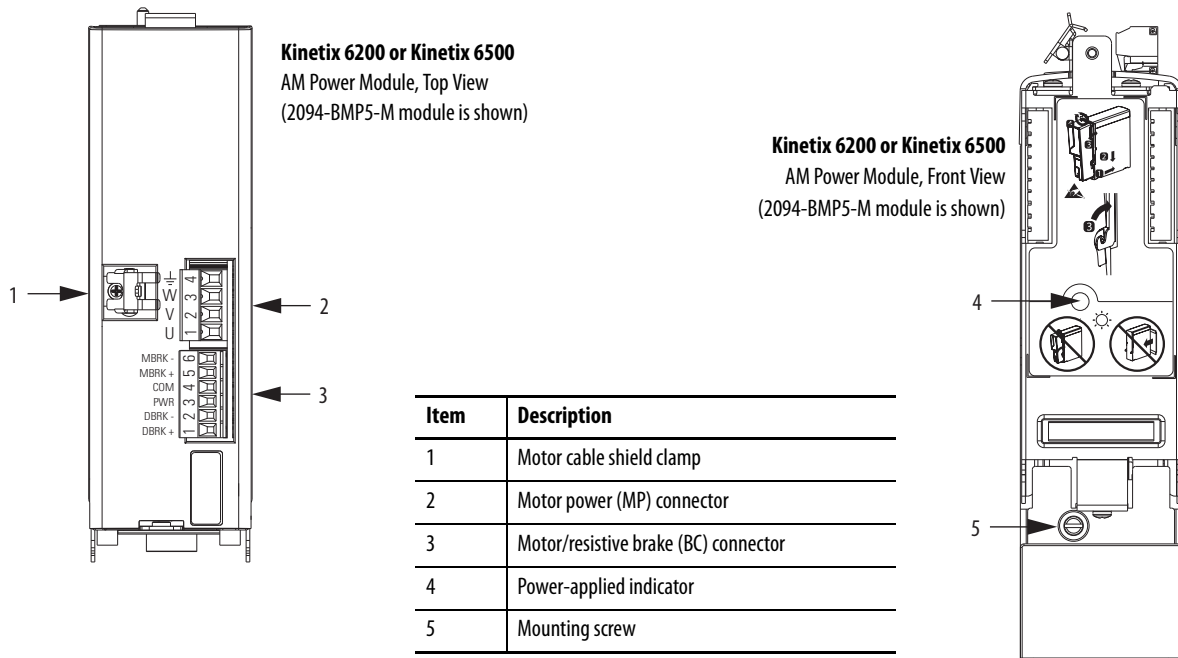 Kinetix 6200 or Kinetix 6500
AM Power Module, Top View
(2094-BMP5-M module is shown)
Kinetix 6200 or Kinetix 6500
AM Power Module, Front View
(2094-BMP5-M module is shown)
1
2
3
W
V
U
4
3
2
1
MBRK -
MBRK +
COM
PWR
DBRK -
DBRK +
6
5
4
3
2
1
3
2
1
3
4
5
Item Description
1 Motor cable shield clamp
2 Motor power (MP) connector
3 Motor/resistive brake (BC) connector
4 Power-applied indicator
5 Mounting screw